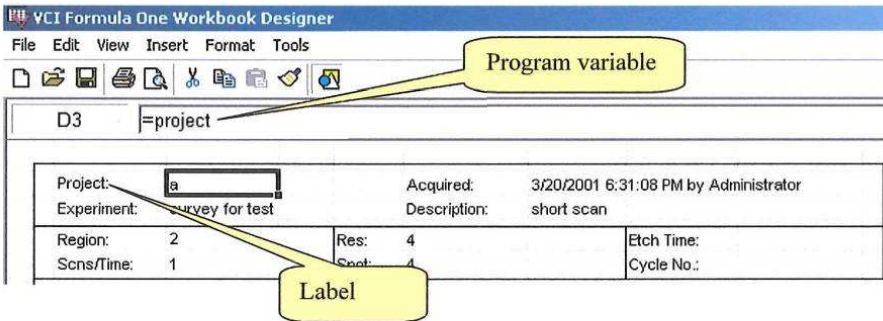 VCI Formula One Workbook Designer
File Edit View Insert Format Tools
Program variable
D3 =project
Project: a Acquired: 3/20/2001 6:31:08 PM by Administrator
Experiment: survey for test Description: short scan
Region: 2 Res: 4 Etch Time:
Scns/Time: 1 Spot: 4 Cycle No.:
Label